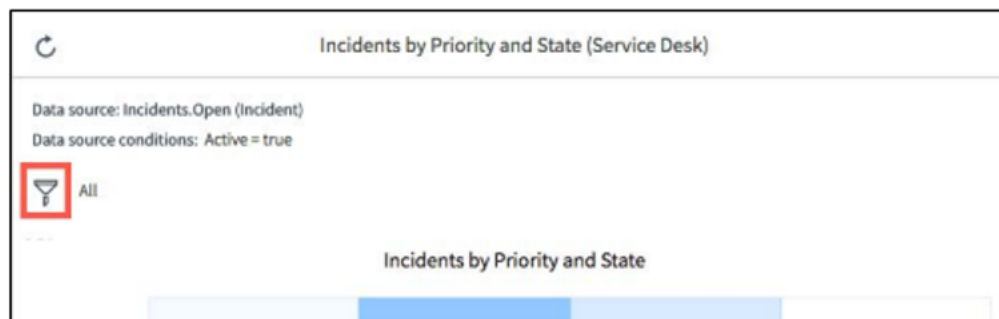 Incidents by Priority and State (Service Desk)
Data source: Incidents.Open (Incident)
Data source conditions: Active = true
All
Incidents by Priority and State